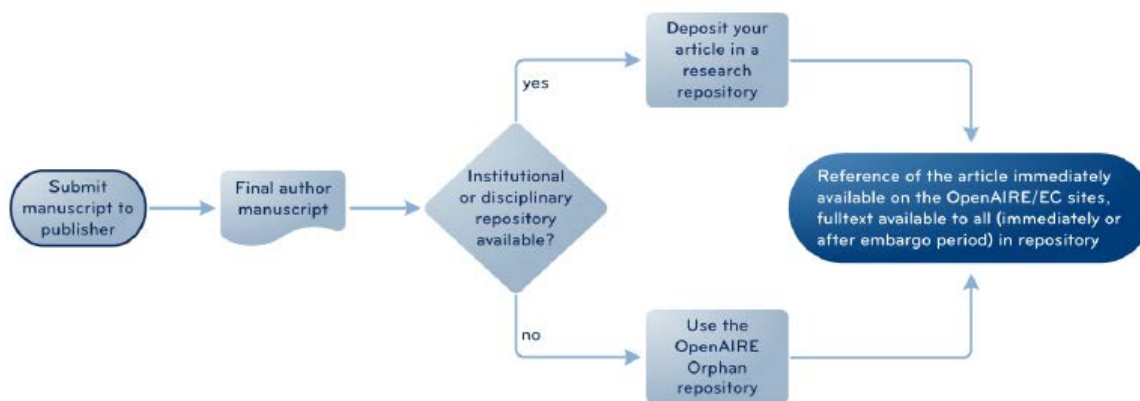 Submit
manuscript to
publisher
Final author
manuscript
Institutional
or disciplinary
repository
available?
yes
Deposit your
article in a
research
repository
no
Use the
OpenAIRE
Orphan
repository
Reference of the article immediately
available on the OpenAIRE/EC sites,
fulltext available to all (immediately or
after embargo period) in repository